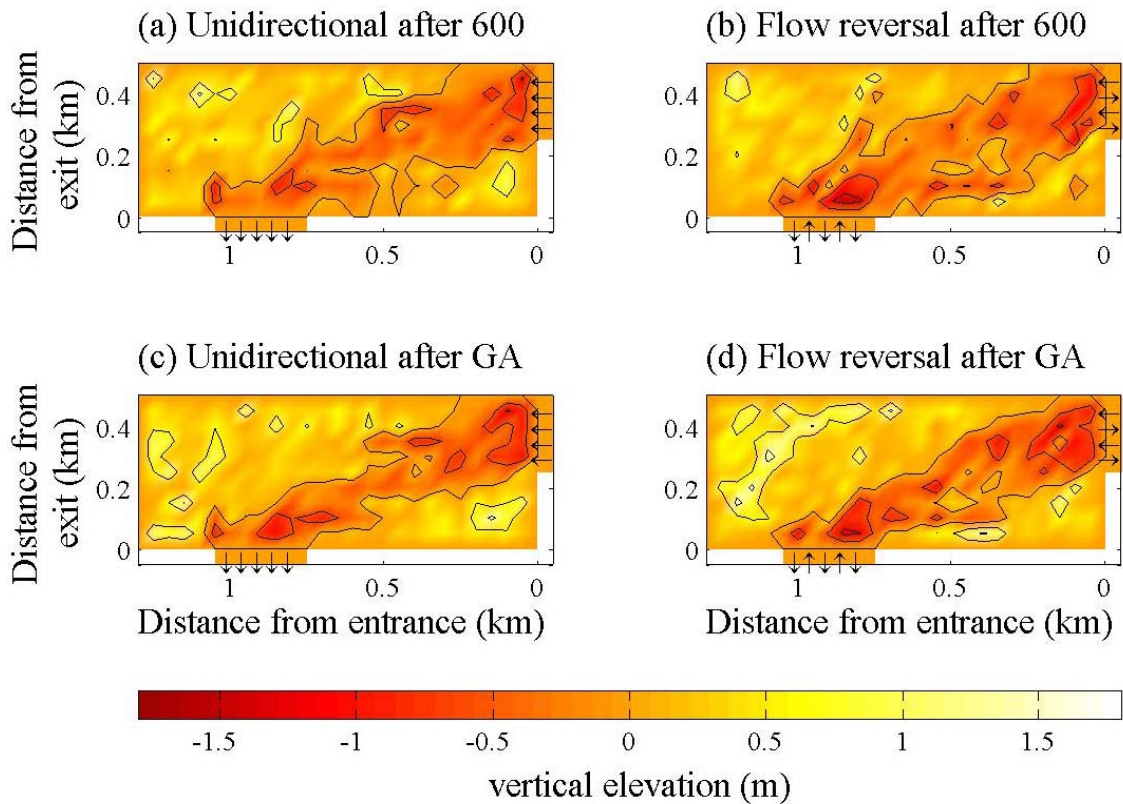 (a) Unidirectional after 600
(b) Flow reversal after 600
Distance from
exit (km)
0.4
0.2
0
1
0.5
0
0.4
0.2
0
1
0.5
0
(c) Unidirectional after GA
(d) Flow reversal after GA
Distance from
exit (km)
0.4
0.2
0
1
0.5
0
Distance from entrance (km)
0.4
0.2
0
1
0.5
0
Distance from entrance (km)
-1.5
-1
-0.5
0
0.5
1
1.5
vertical elevation (m)